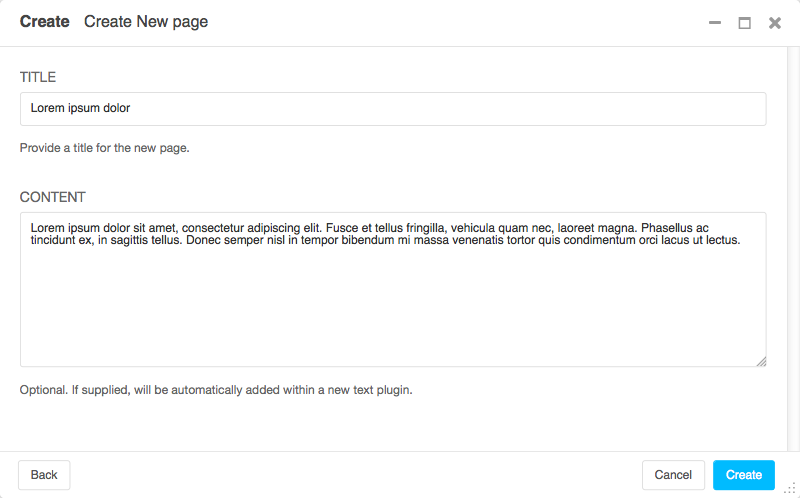 Create Create New page
TITLE
Lorem ipsum dolor
Provide a title for the new page.
CONTENT
Lorem ipsum dolor sit amet, consectetur adipiscing elit. Fusce et tellus fringilla, vehicula quam nec, laoreet magna. Phasellus ac
tincidunt ex, in sagittis tellus. Donec semper nisl in tempor bibendum mi massa venenatis tortor quis condimentum orci lacus ut lectus.
Optional. If supplied, will be automatically added within a new text plugin.
Back Cancel Create